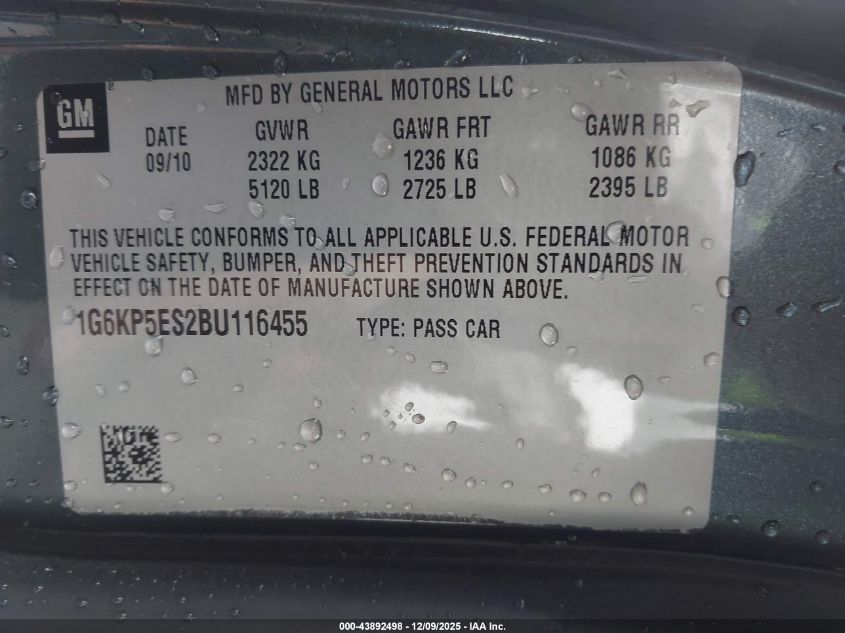 GM
MFD BY GENERAL MOTORS LLC
DATE GVWR GAWR FRT GAWR RR
09/10 2322 KG 1236 KG 1086 KG
5120 LB 2725 LB 2395 LB
THIS VEHICLE CONFORMS TO ALL APPLICABLE U.S. FEDERAL MOTOR
VEHICLE SAFETY, BUMPER, AND THEFT PREVENTION STANDARDS IN
EFFECT ON THE DATE OF MANUFACTURE SHOWN ABOVE.
1G6KP5ES2BU116455 TYPE: PASS CAR
000-43892498 - 12/09/2025 - IAA Inc.